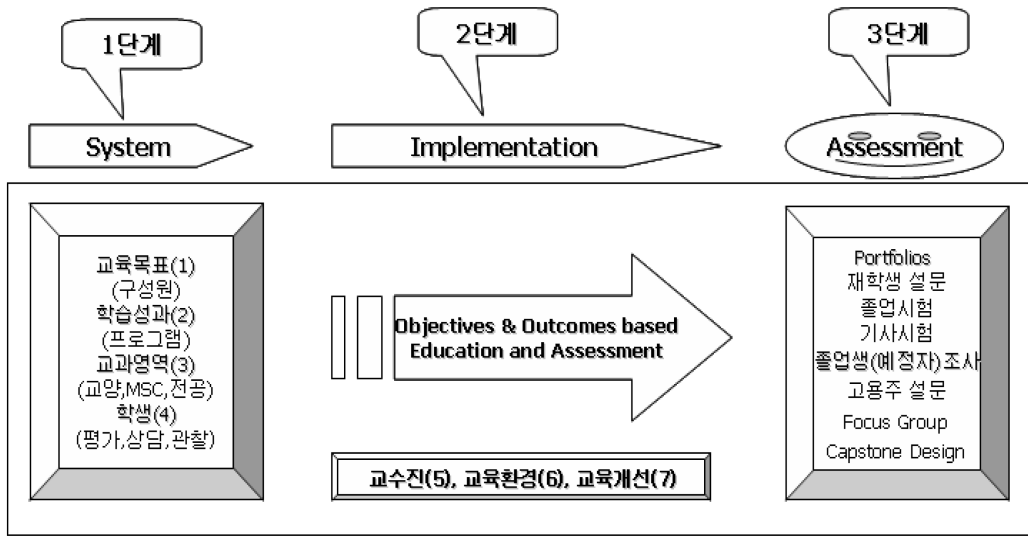 1단계
2단계
3단계
System
Implementation
Assessment
교육목표(1)
(구성원)
학습성과(2)
(프로그램)
교과영역(3)
(교양,MSC,전공)
학생(4)
(평가,상담,관찰)
Objectives & Outcomes based
Education and Assessment
교수진(5), 교육환경(6), 교육개선(7)
Portfolios
재학생 설문
졸업시험
기사시험
졸업생(예정자)조사
고용주 설문
Focus Group
Capstone Design